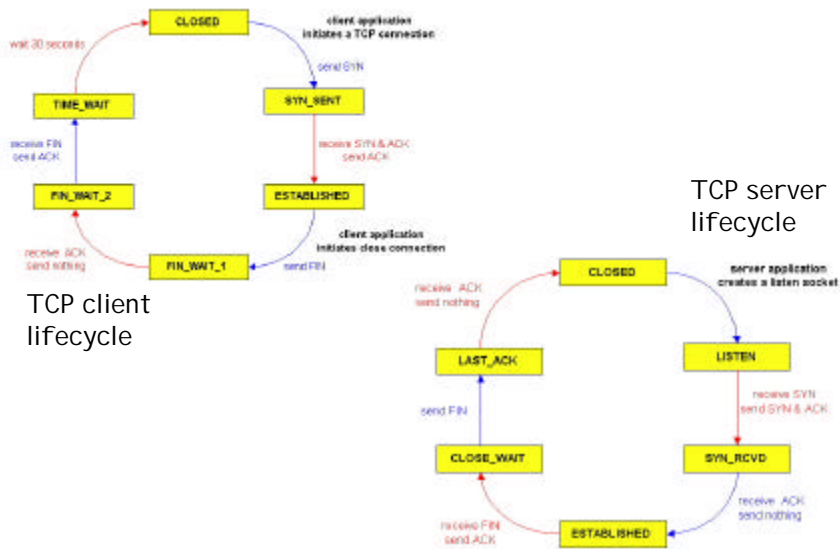 CLOSED
client application
initiates a TCP connection
wait 30 seconds
send SYN
TIME_WAIT
SYN_SENT
receive FIN
send ACK
receive SYN & ACK
send ACK
FIN_WAIT_2
ESTABLISHED
client application
initiates close connection
receive ACK
send nothing
FIN_WAIT_1
send FIN
TCP client
lifecycle
TCP server
lifecycle
CLOSED
server application
creates a listen socket
receive ACK
send nothing
LAST_ACK
LISTEN
receive SYN
send SYN & ACK
send FIN
CLOSE_WAIT
SYN_RCVD
receive ACK
send nothing
receive FIN
send ACK
ESTABLISHED